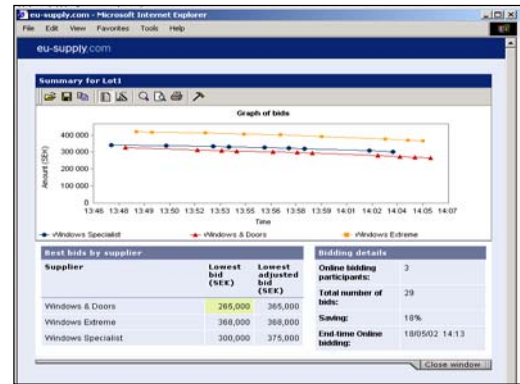 eu-supply.com - Microsoft Internet Explorer
File Edit View Favorites Tools Help
eu-supply.com
Summary for Lot1
Graph of bids
400 000
300 000
200 000
100 000
0
Amount (SEK)
13:46 13:48 13:49 13:50 13:52 13:53 13:55 13:56 13:58 13:59 14:01 14:02 14:04 14:05 14:07
Time
Windows Specialist Windows & Doors Windows Extreme
Best bids by supplier
Supplier Lowest bid (SEK) Lowest adjusted bid (SEK)
Windows & Doors 265,000 365,000
Windows Extreme 368,000 368,000
Windows Specialist 300,000 375,000
Bidding details
Online bidding participants: 3
Total number of bids: 29
Saving: 18%
End-time Online bidding: 18/05/02 14:13
Close window